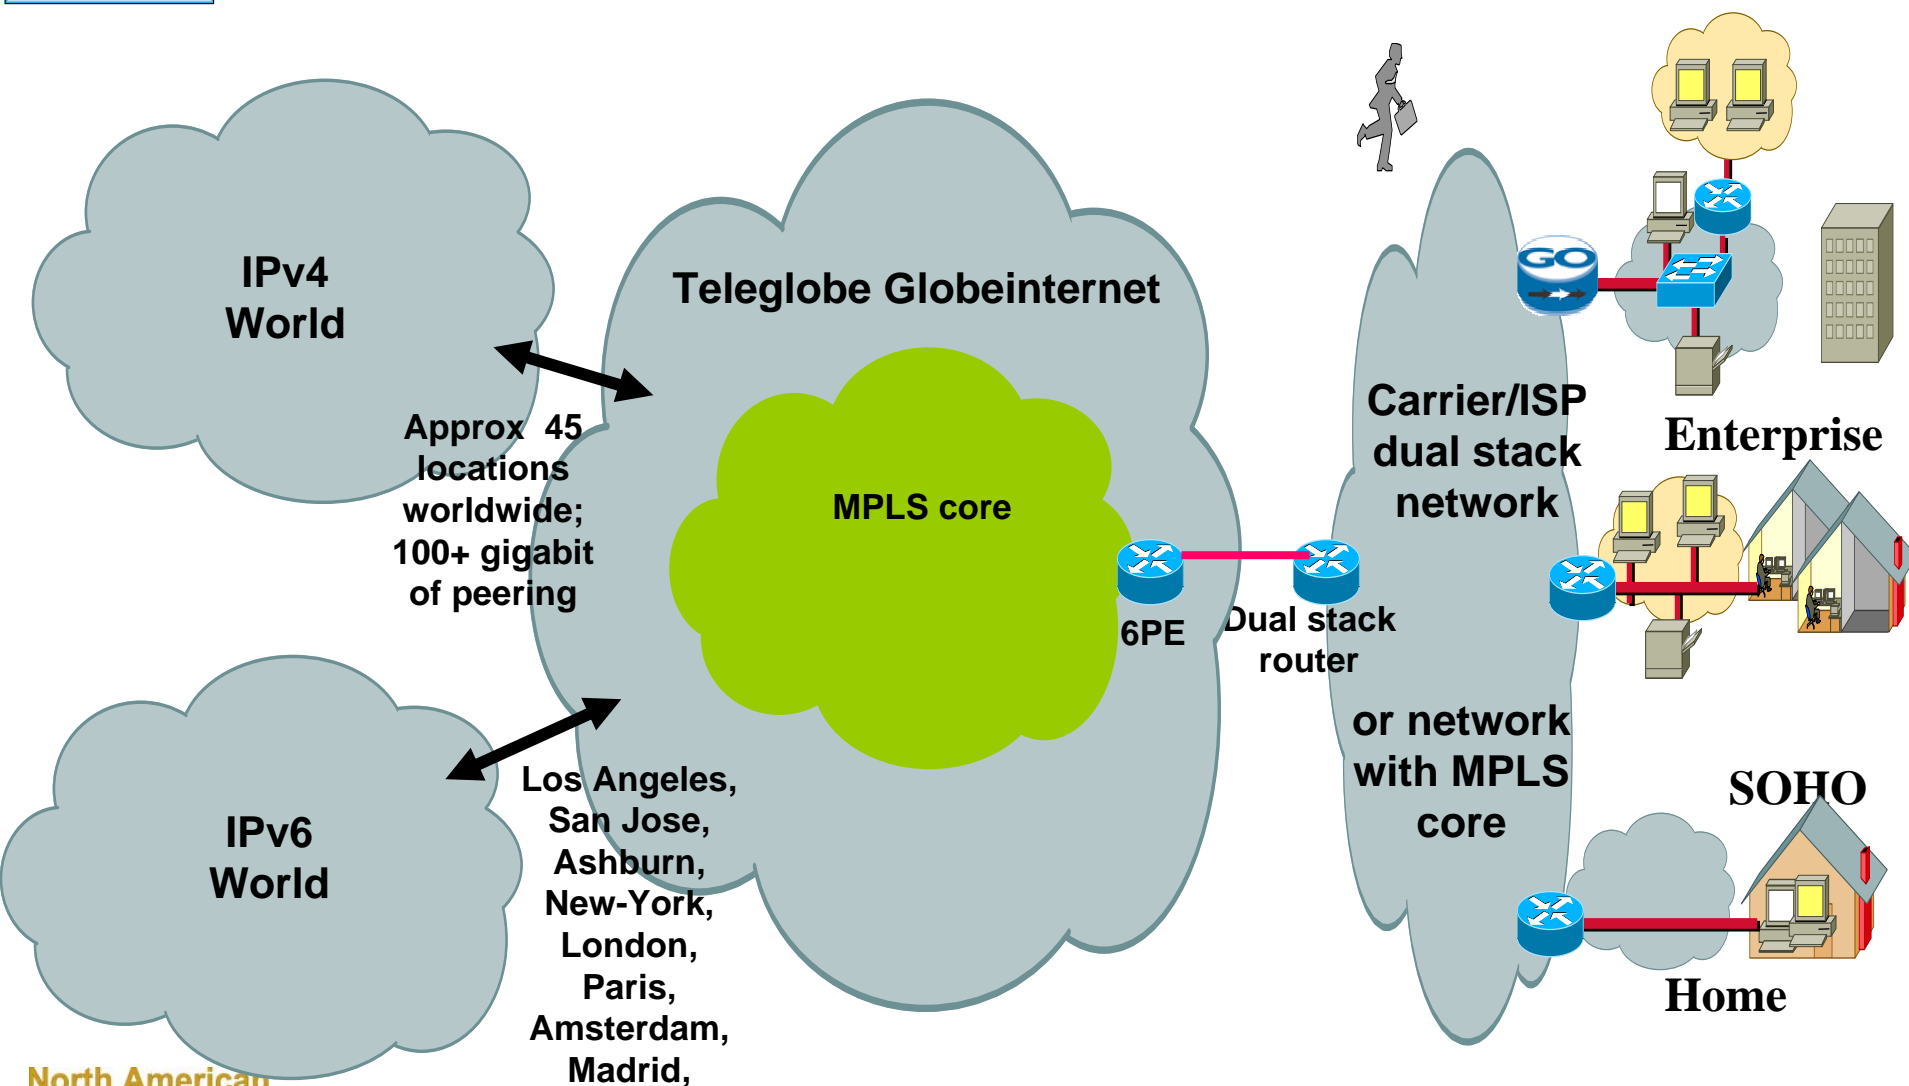 IPv4
World
Approx 45
locations
worldwide;
100+ gigabit
of peering
Teleglobe Globeinternet
MPLS core
6PE
Dual stack
router
IPv6
World
Los Angeles,
San Jose,
Ashburn,
New-York,
London,
Paris,
Amsterdam,
Madrid,
Carrier/ISP
dual stack
network
or network
with MPLS
core
GO
Enterprise
SOHO
Home
North American